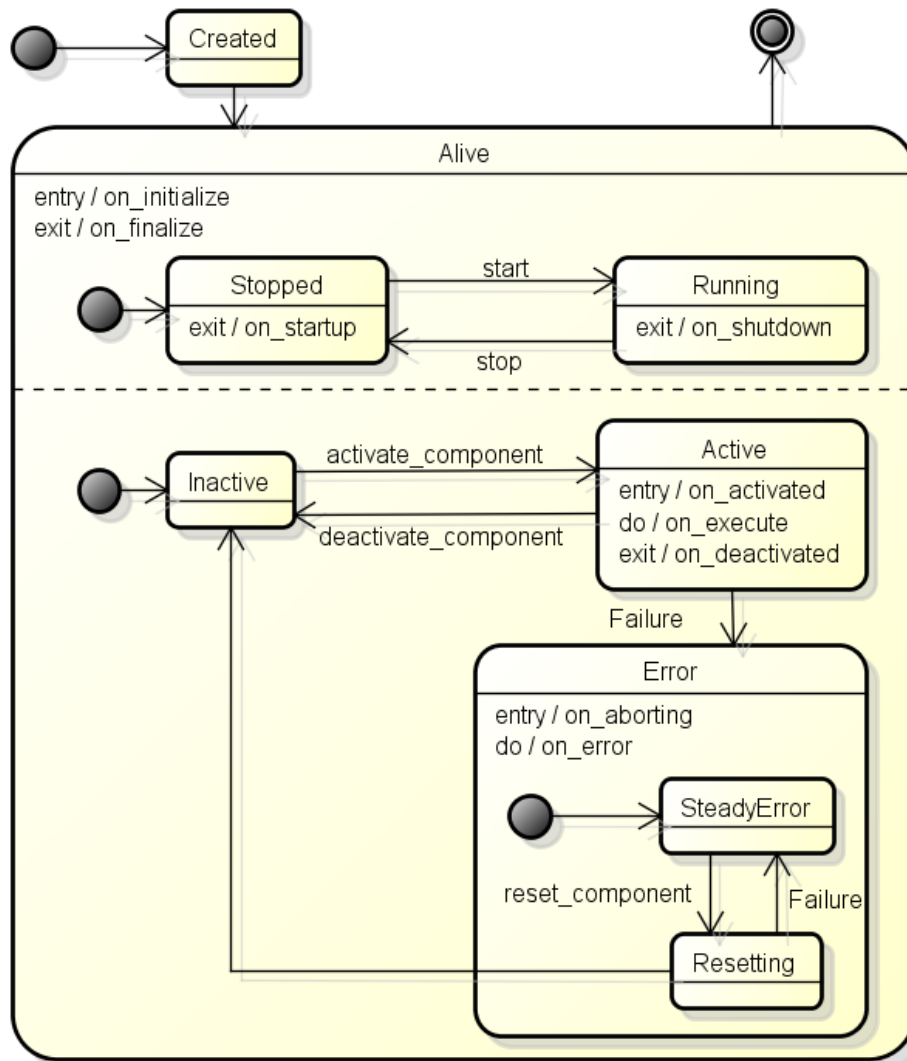 Created
Alive
entry / on_initialize
exit / on_finalize
Stopped
exit / on_startup
start
Running
exit / on_shutdown
stop
Inactive
activate_component
deactivate_component
Active
entry / on_activated
do / on_execute
exit / on_deactivated
Failure
Error
entry / on_aborting
do / on_error
SteadyError
reset_component
Failure
Resetting